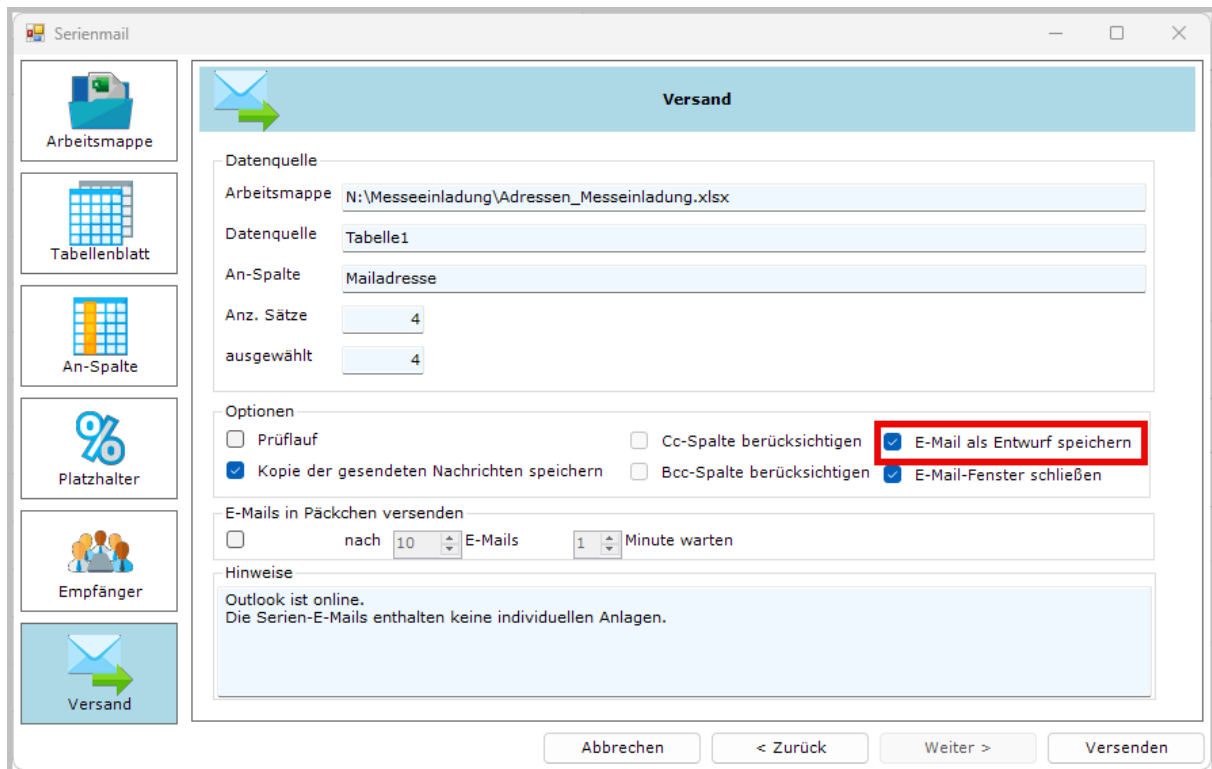 Serienmail
Arbeitsmappe
Tabellenblatt
An-Spalte
Platzhalter
Empfänger
Versand
Versand
Datenquelle
Arbeitsmappe N:\Messeeinladung\Adressen_Messeinladung.xlsx
Datenquelle Tabelle1
An-Spalte Mailadresse
Anz. Sätze 4
ausgewählt 4
Optionen
Prüflauf Cc-Spalte berücksichtigen E-Mail als Entwurf speichern
Kopie der gesendeten Nachrichten speichern Bcc-Spalte berücksichtigen E-Mail-Fenster schließen
E-Mails in Päckchen versenden
nach 10 E-Mails 1 Minute warten
Hinweise
Outlook ist online.
Die Serien-E-Mails enthalten keine individuellen Anlagen.
Abbrechen < Zurück Weiter > Versenden